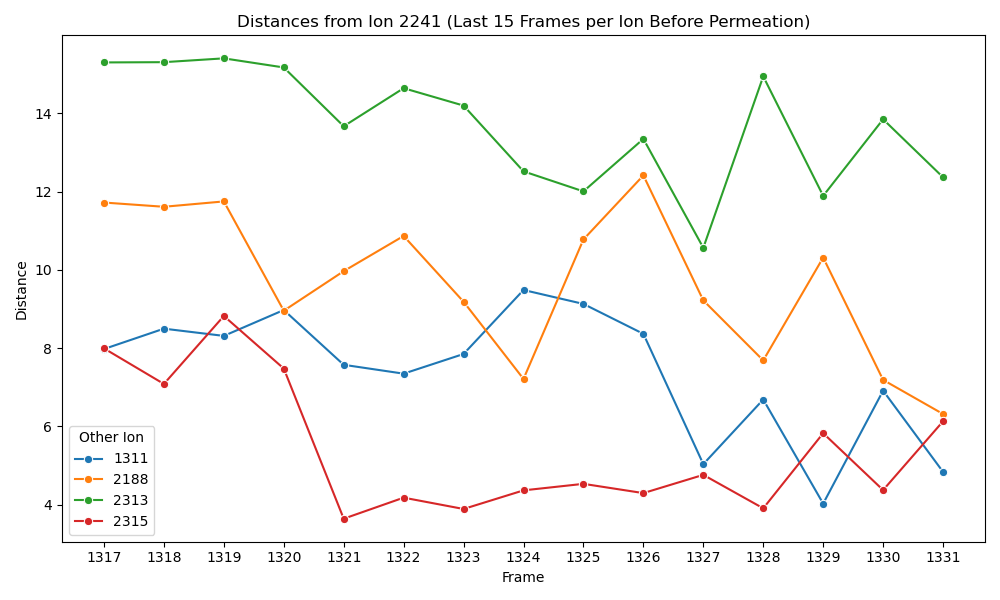 Distances from Ion 2241 (Last 15 Frames per Ion Before Permeation)
Distance
14
12
10
8
6
4
Other Ion
1311
2188
2313
2315
1317 1318 1319 1320 1321 1322 1323 1324 1325 1326 1327 1328 1329 1330 1331
Frame